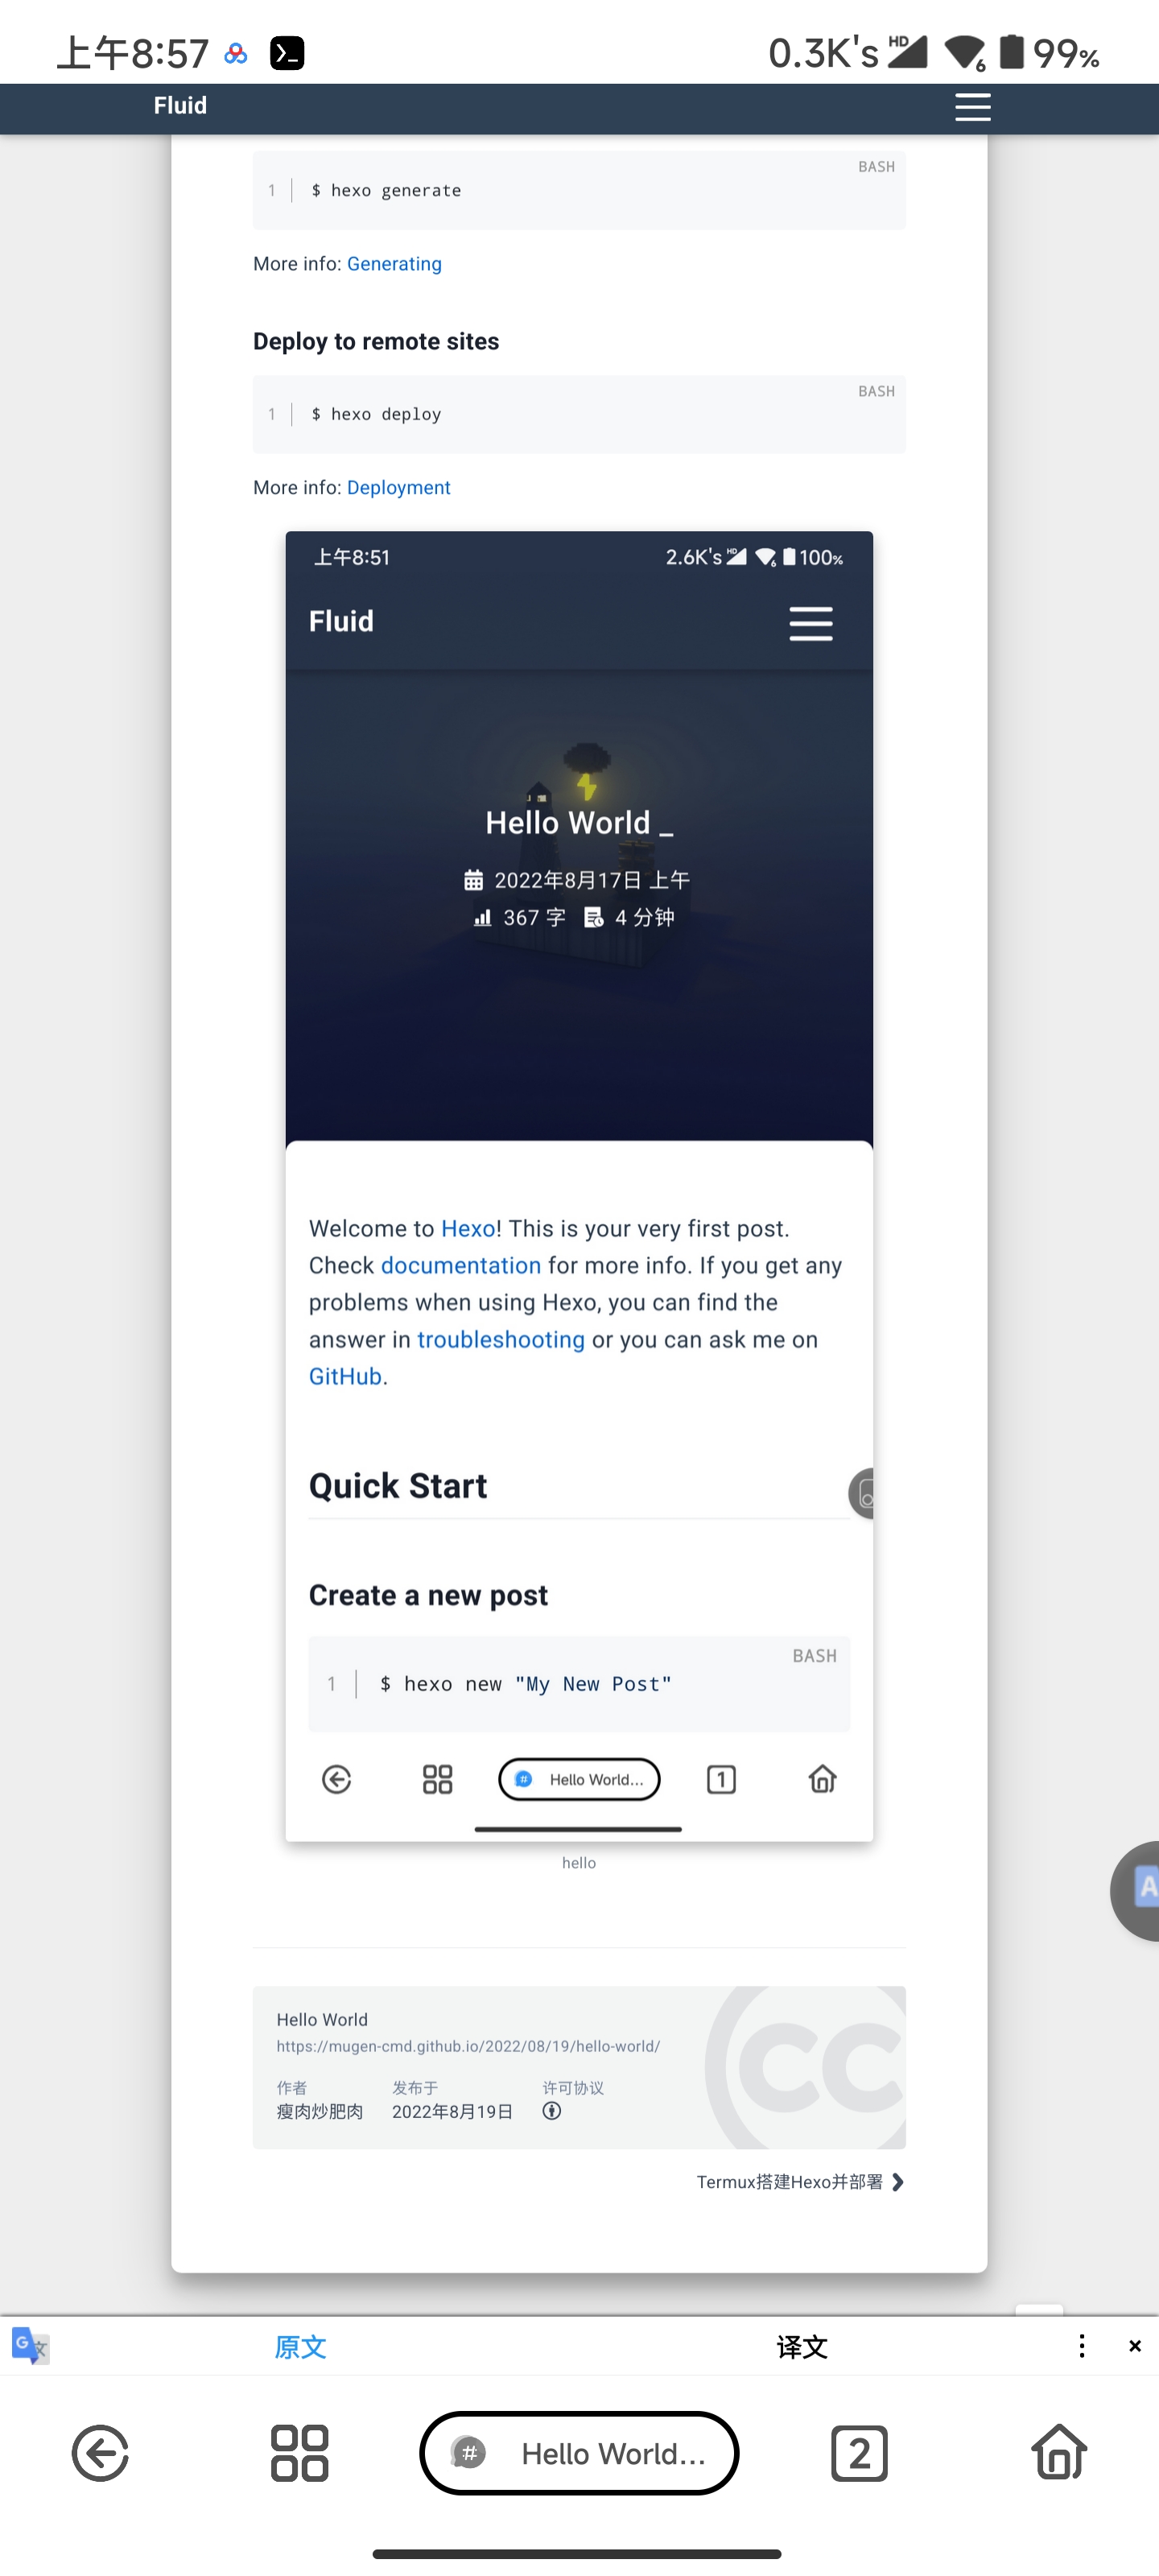 上午8:57
0.3K's HD 6 99%
Fluid
BASH
1 $ hexo generate
More info: Generating
Deploy to remote sites
BASH
1 $ hexo deploy
More info: Deployment
上午8:51
2.6K's HD 6 100%
Fluid
Hello World _
2022年8月17日 上午
367 字 4 分钟
Welcome to Hexo! This is your very first post.
Check documentation for more info. If you get any
problems when using Hexo, you can find the
answer in troubleshooting or you can ask me on
GitHub.
Quick Start
Create a new post
BASH
1 $ hexo new "My New Post"
# Hello World... 1
hello
A
Hello World
https://mugen-cmd.github.io/2022/08/19/hello-world/
作者 发布于 许可协议
瘦肉炒肥肉 2022年8月19日
cc
Termux搭建Hexo并部署
G 文 原文 译文
# Hello World... 2